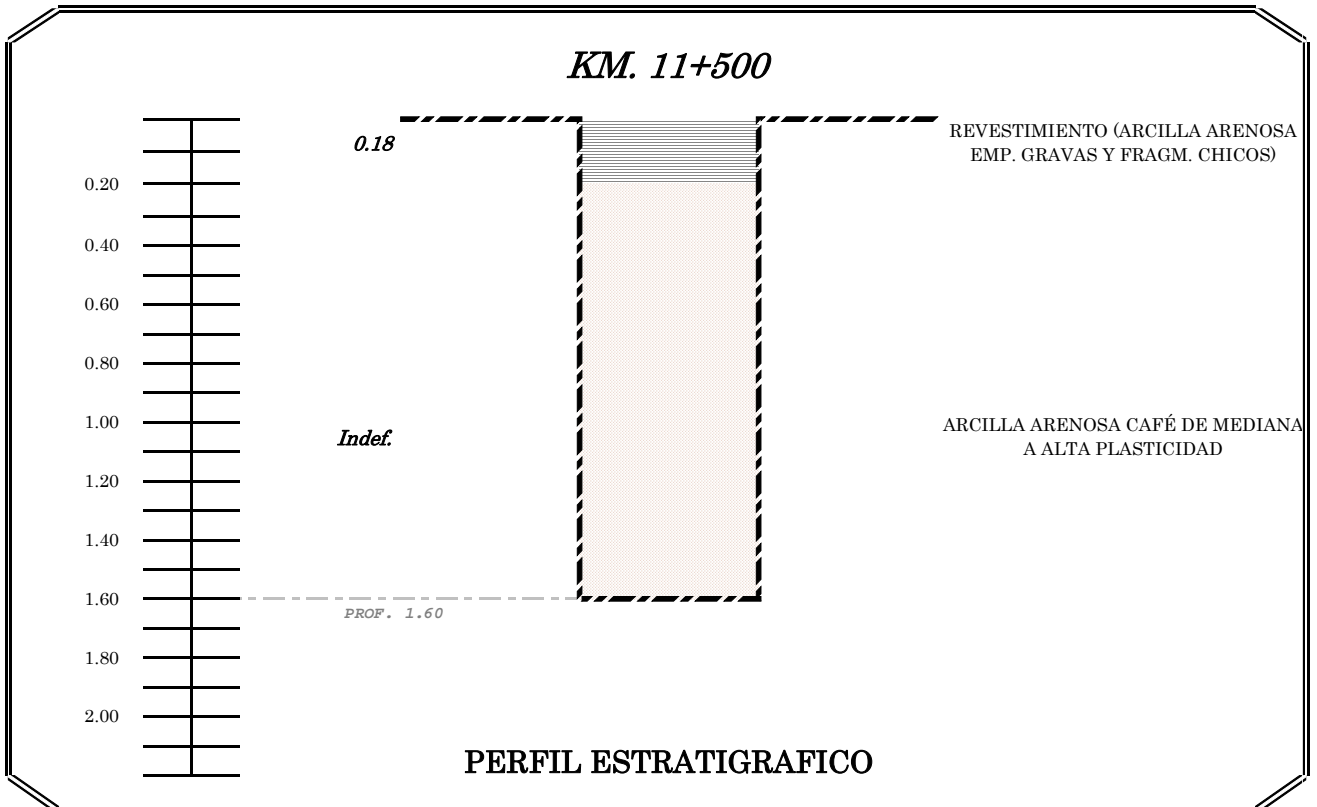 KM. 11+500
0.18
REVESTIMIENTO (ARCILLA ARENOSA
EMP. GRAVAS Y FRAGM. CHICOS)
0.20
0.40
0.60
0.80
1.00
Indef.
ARCILLA ARENOSA CAFÉ DE MEDIANA
A ALTA PLASTICIDAD
1.20
1.40
1.60
PROF. 1.60
1.80
2.00
PERFIL ESTRATIGRAFICO